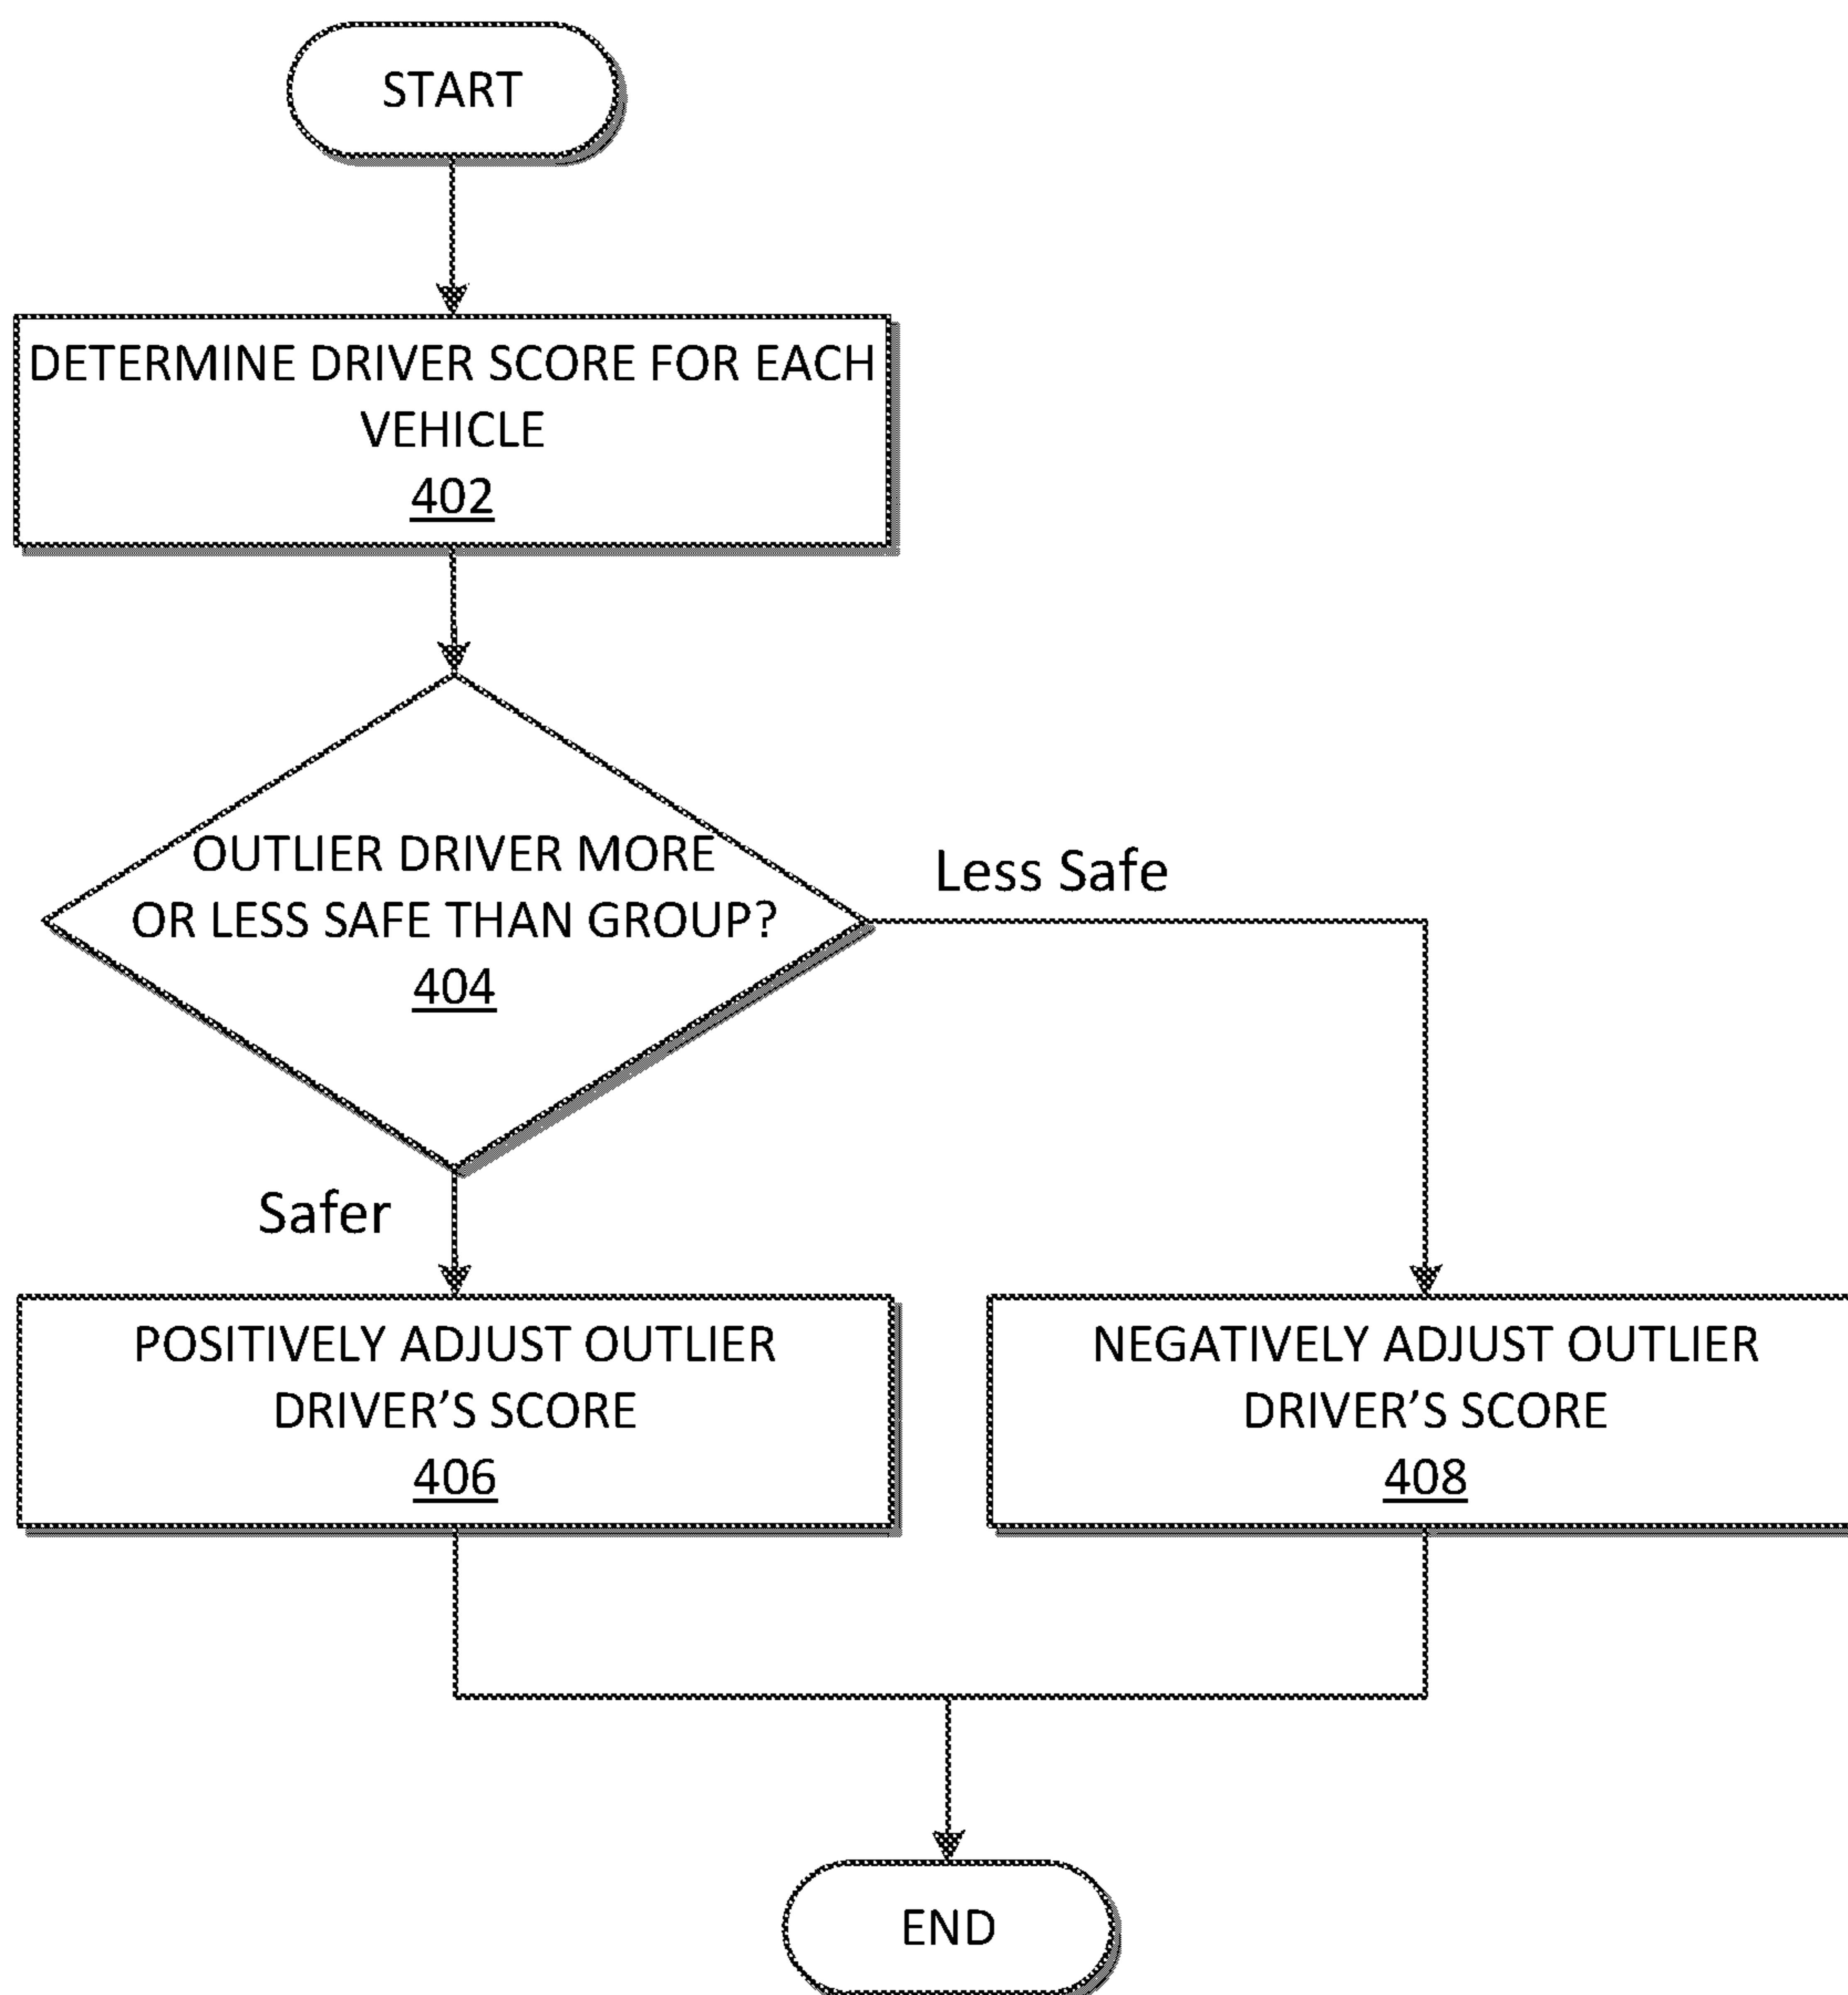 START
DETERMINE DRIVER SCORE FOR EACH
VEHICLE
402
OUTLIER DRIVER MORE
OR LESS SAFE THAN GROUP?
404
Less Safe
Safer
POSITIVELY ADJUST OUTLIER
DRIVER’S SCORE
406
NEGATIVELY ADJUST OUTLIER
DRIVER’S SCORE
408
END